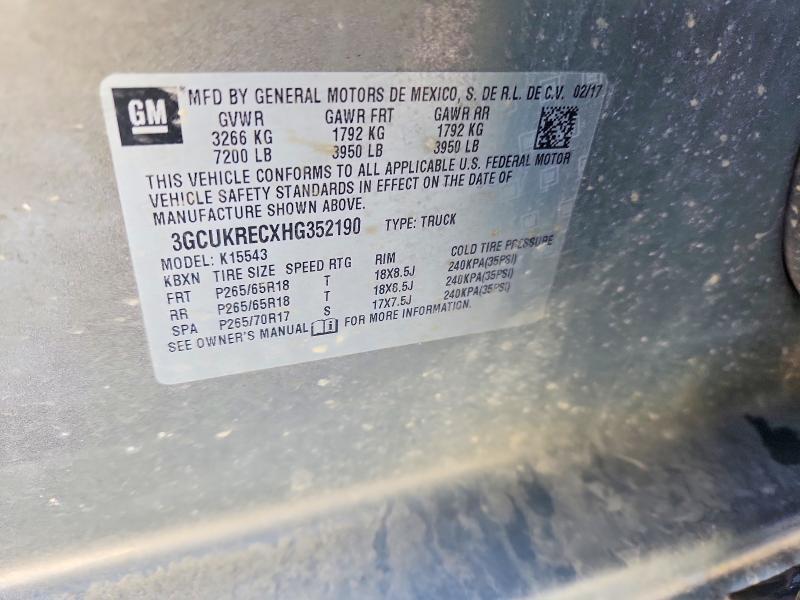 GM MFD BY GENERAL MOTORS DE MEXICO, S. DE R.L. DE C.V. 02/17
GVWR GAWR FRT GAWR RR
3266 KG 1792 KG 1792 KG
7200 LB 3950 LB 3950 LB
THIS VEHICLE CONFORMS TO ALL APPLICABLE U.S. FEDERAL MOTOR
VEHICLE SAFETY STANDARDS IN EFFECT ON THE DATE OF
MANUFACTURE SHOWN ABOVE.
3GCUKRECXHG352190 TYPE: TRUCK
MODEL: K15543
KBXN TIRE SIZE SPEED RTG RIM COLD TIRE PRESSURE
FRT P265/65R18 T 18X8.5J 240KPA(35PSI)
RR P265/65R18 T 18X8.5J 240KPA(35PSI)
SPA P265/70R17 S 17X7.5J 240KPA(35PSI)
SEE OWNER'S MANUAL FOR MORE INFORMATION.